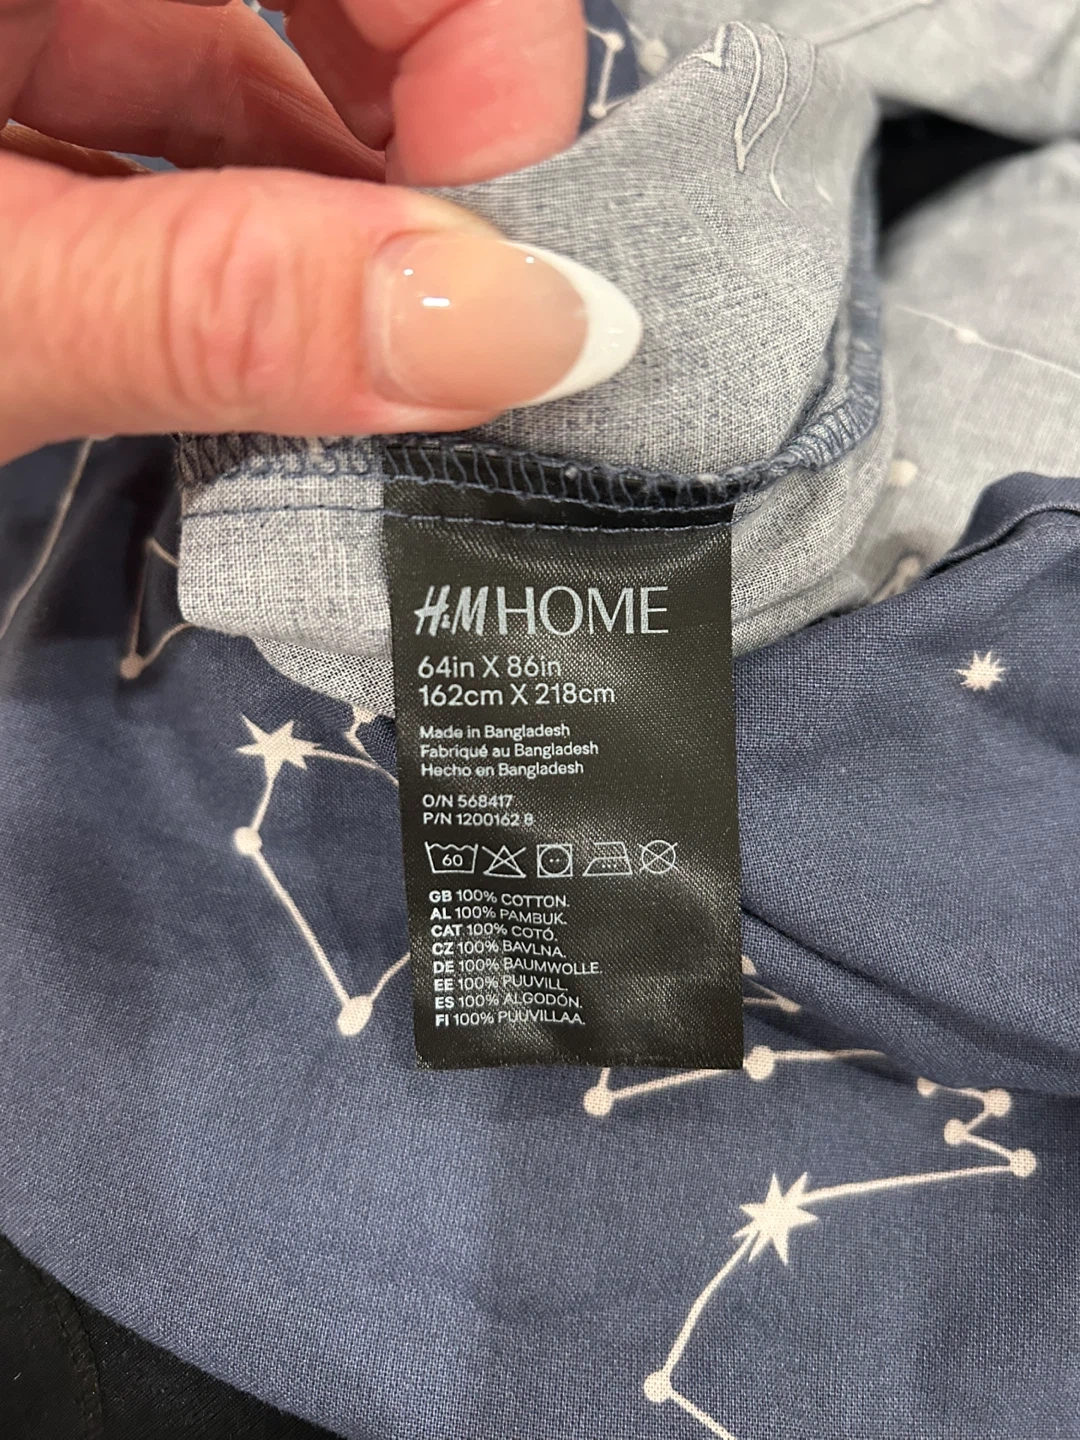 H&M HOME
64in X 86in
162cm X 218cm
Made in Bangladesh
Fabriqué au Bangladesh
Hecho en Bangladesh
O/N 568417
P/N 1200162 8
60
GB 100% COTTON.
AL 100% PAMBUK.
CAT 100% COTÓ.
CZ 100% BAVLNA.
DE 100% BAUMWOLLE.
EE 100% PUUVILL.
ES 100% ALGODÓN.
FI 100% PUUVILLAA.